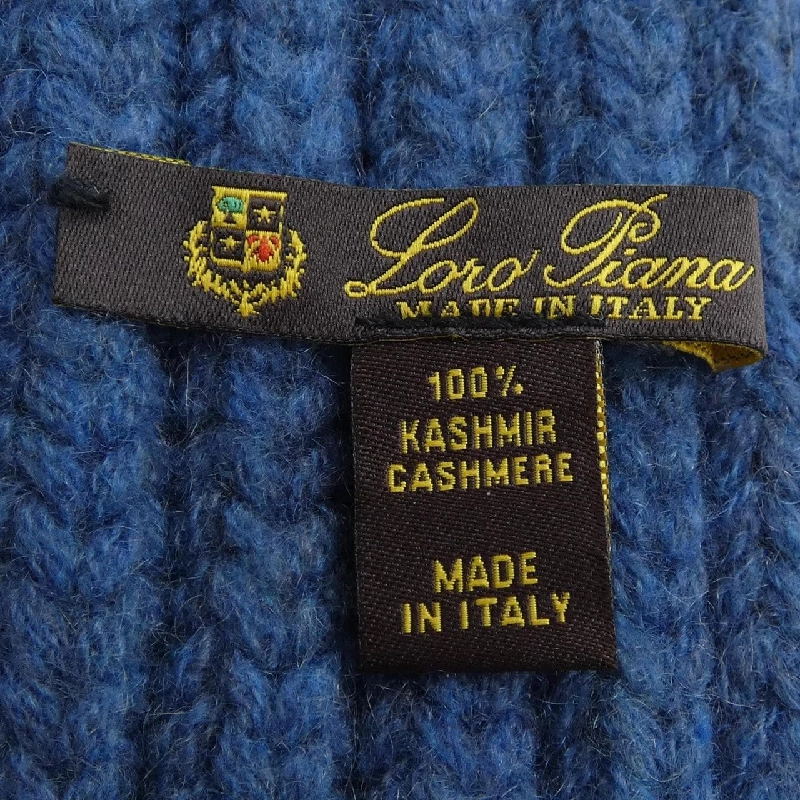 Loro Piana
MADE IN ITALY
100%
KASHMIR
CASHMERE
MADE
IN ITALY